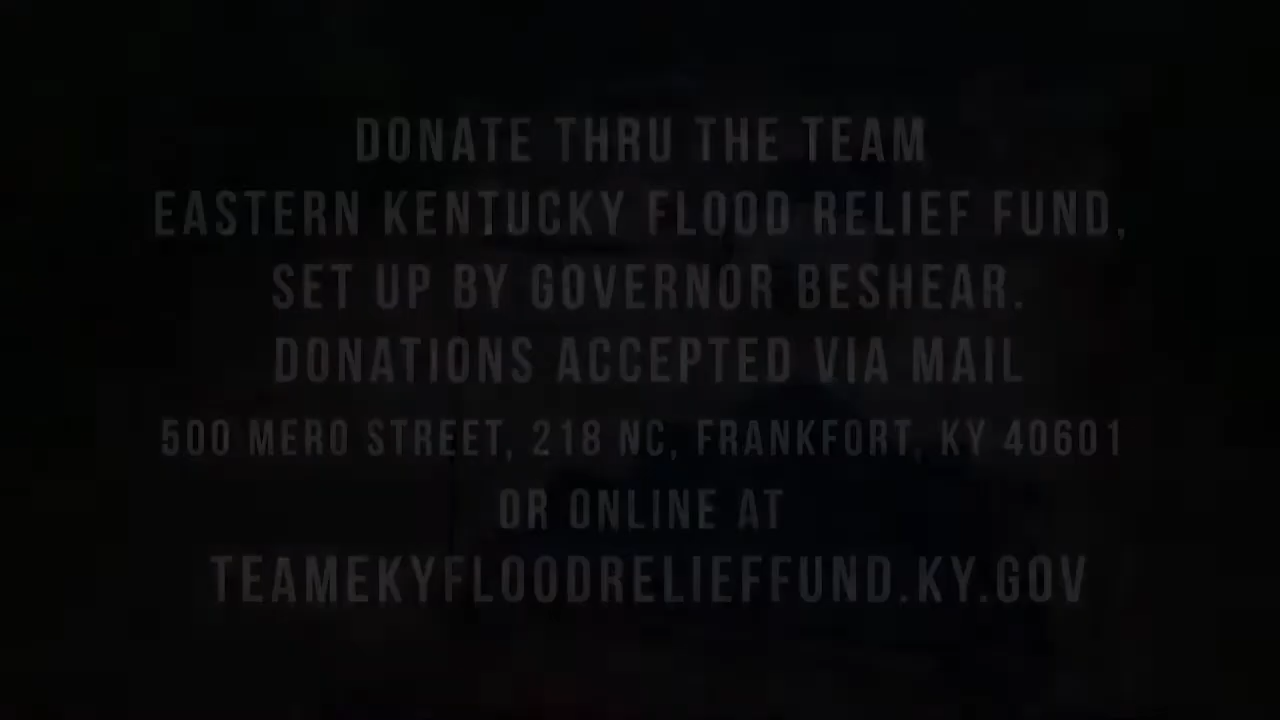 DONATE THRU THE TEAM
EASTERN KENTUCKY FLOOD RELIEF FUND,
SET UP BY GOVERNOR BESHEAR.
DONATIONS ACCEPTED VIA MAIL
500 MERO STREET, 218 NC, FRANKFORT, KY 40601
OR ONLINE AT
TEAMEKYFLOODRELIEFFUND.KY.GOV